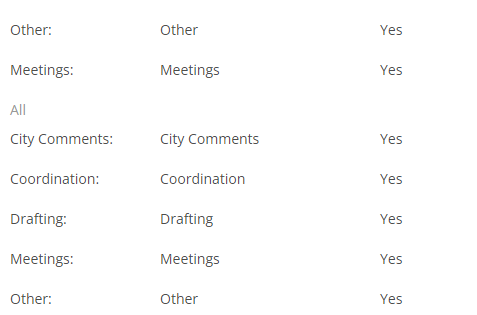 Other: Other Yes
Meetings: Meetings Yes
All
City Comments: City Comments Yes
Coordination: Coordination Yes
Drafting: Drafting Yes
Meetings: Meetings Yes
Other: Other Yes